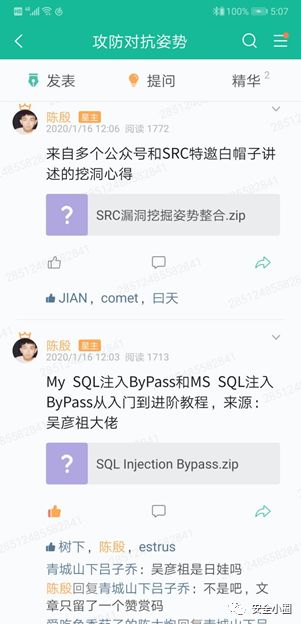 100% 5:07
攻防对抗姿势
发表 提问 精华 2
陈殷 星主
2020/1/16 12:06 阅读 1772
来自多个公众号和SRC特邀白帽子讲
述的挖洞心得
? SRC漏洞挖掘姿势整合.zip
JIAN，comet，曰天
陈殷 星主
2020/1/16 12:03 阅读 1713
My SQL注入ByPass和MS SQL注入
ByPass从入门到进阶教程，来源：
吴彦祖大佬
? SQL Injection Bypass.zip
树下，陈殷，estrus
青城山下吕子乔：吴彦祖是日娃吗
陈殷回复青城山下吕子乔：不是吧，文
章只留了一个赞赏码
安全小圈
28512485582841